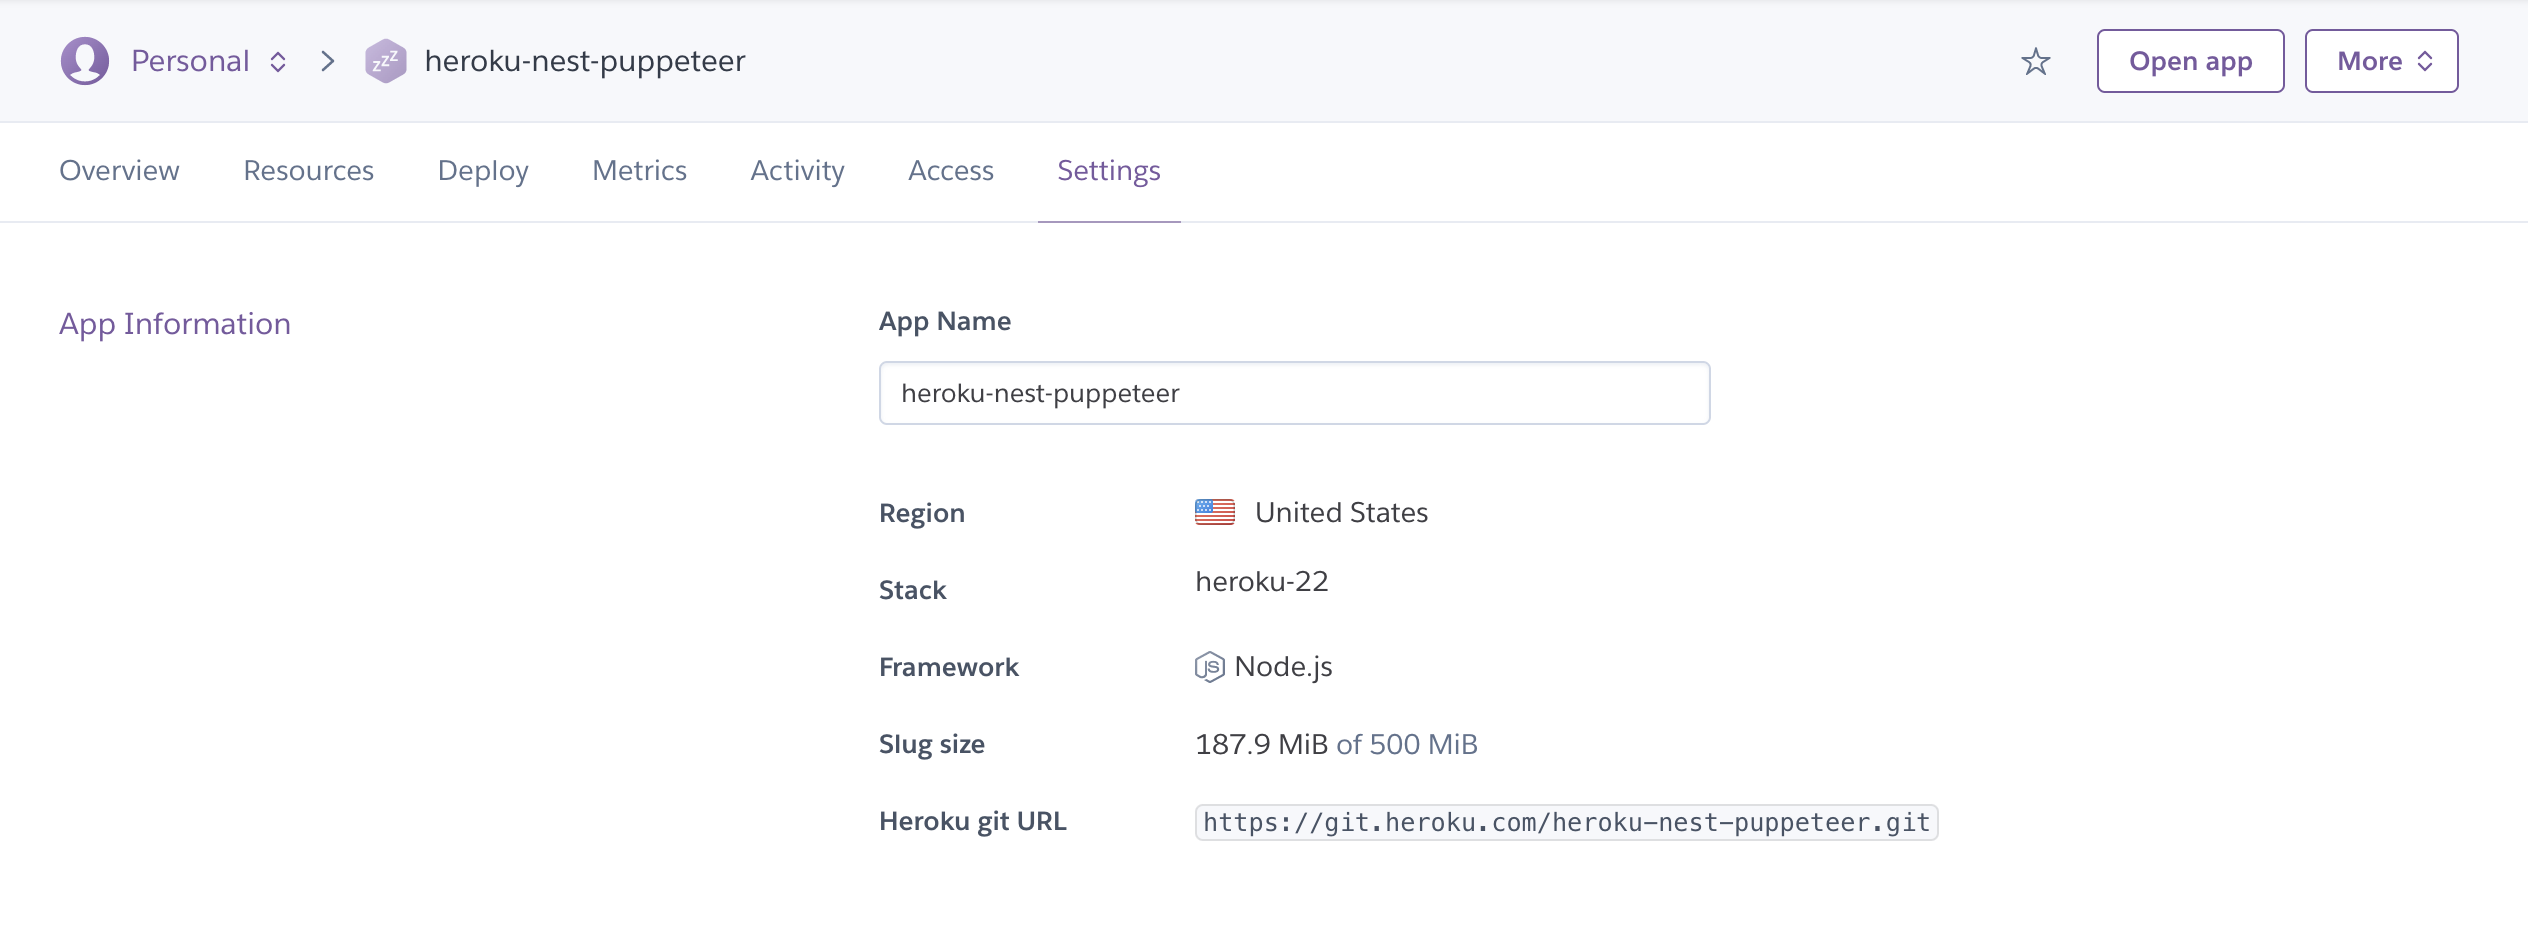 Personal > zzz heroku-nest-puppeteer Open app More
Overview Resources Deploy Metrics Activity Access Settings
App Information
App Name
heroku-nest-puppeteer
Region United States
Stack heroku-22
Framework JS Node.js
Slug size 187.9 MiB of 500 MiB
Heroku git URL https://git.heroku.com/heroku-nest-puppeteer.git